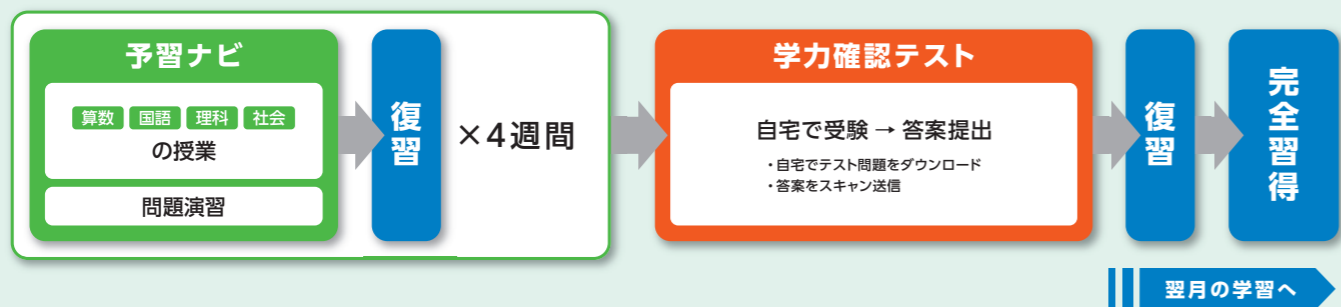 予習ナビ
算数 国語 理科 社会
の授業
問題演習
復習
×4週間
学力確認テスト
自宅で受験 → 答案提出
・自宅でテスト問題をダウンロード
・答案をスキャン送信
復習
完全習得
翌月の学習へ